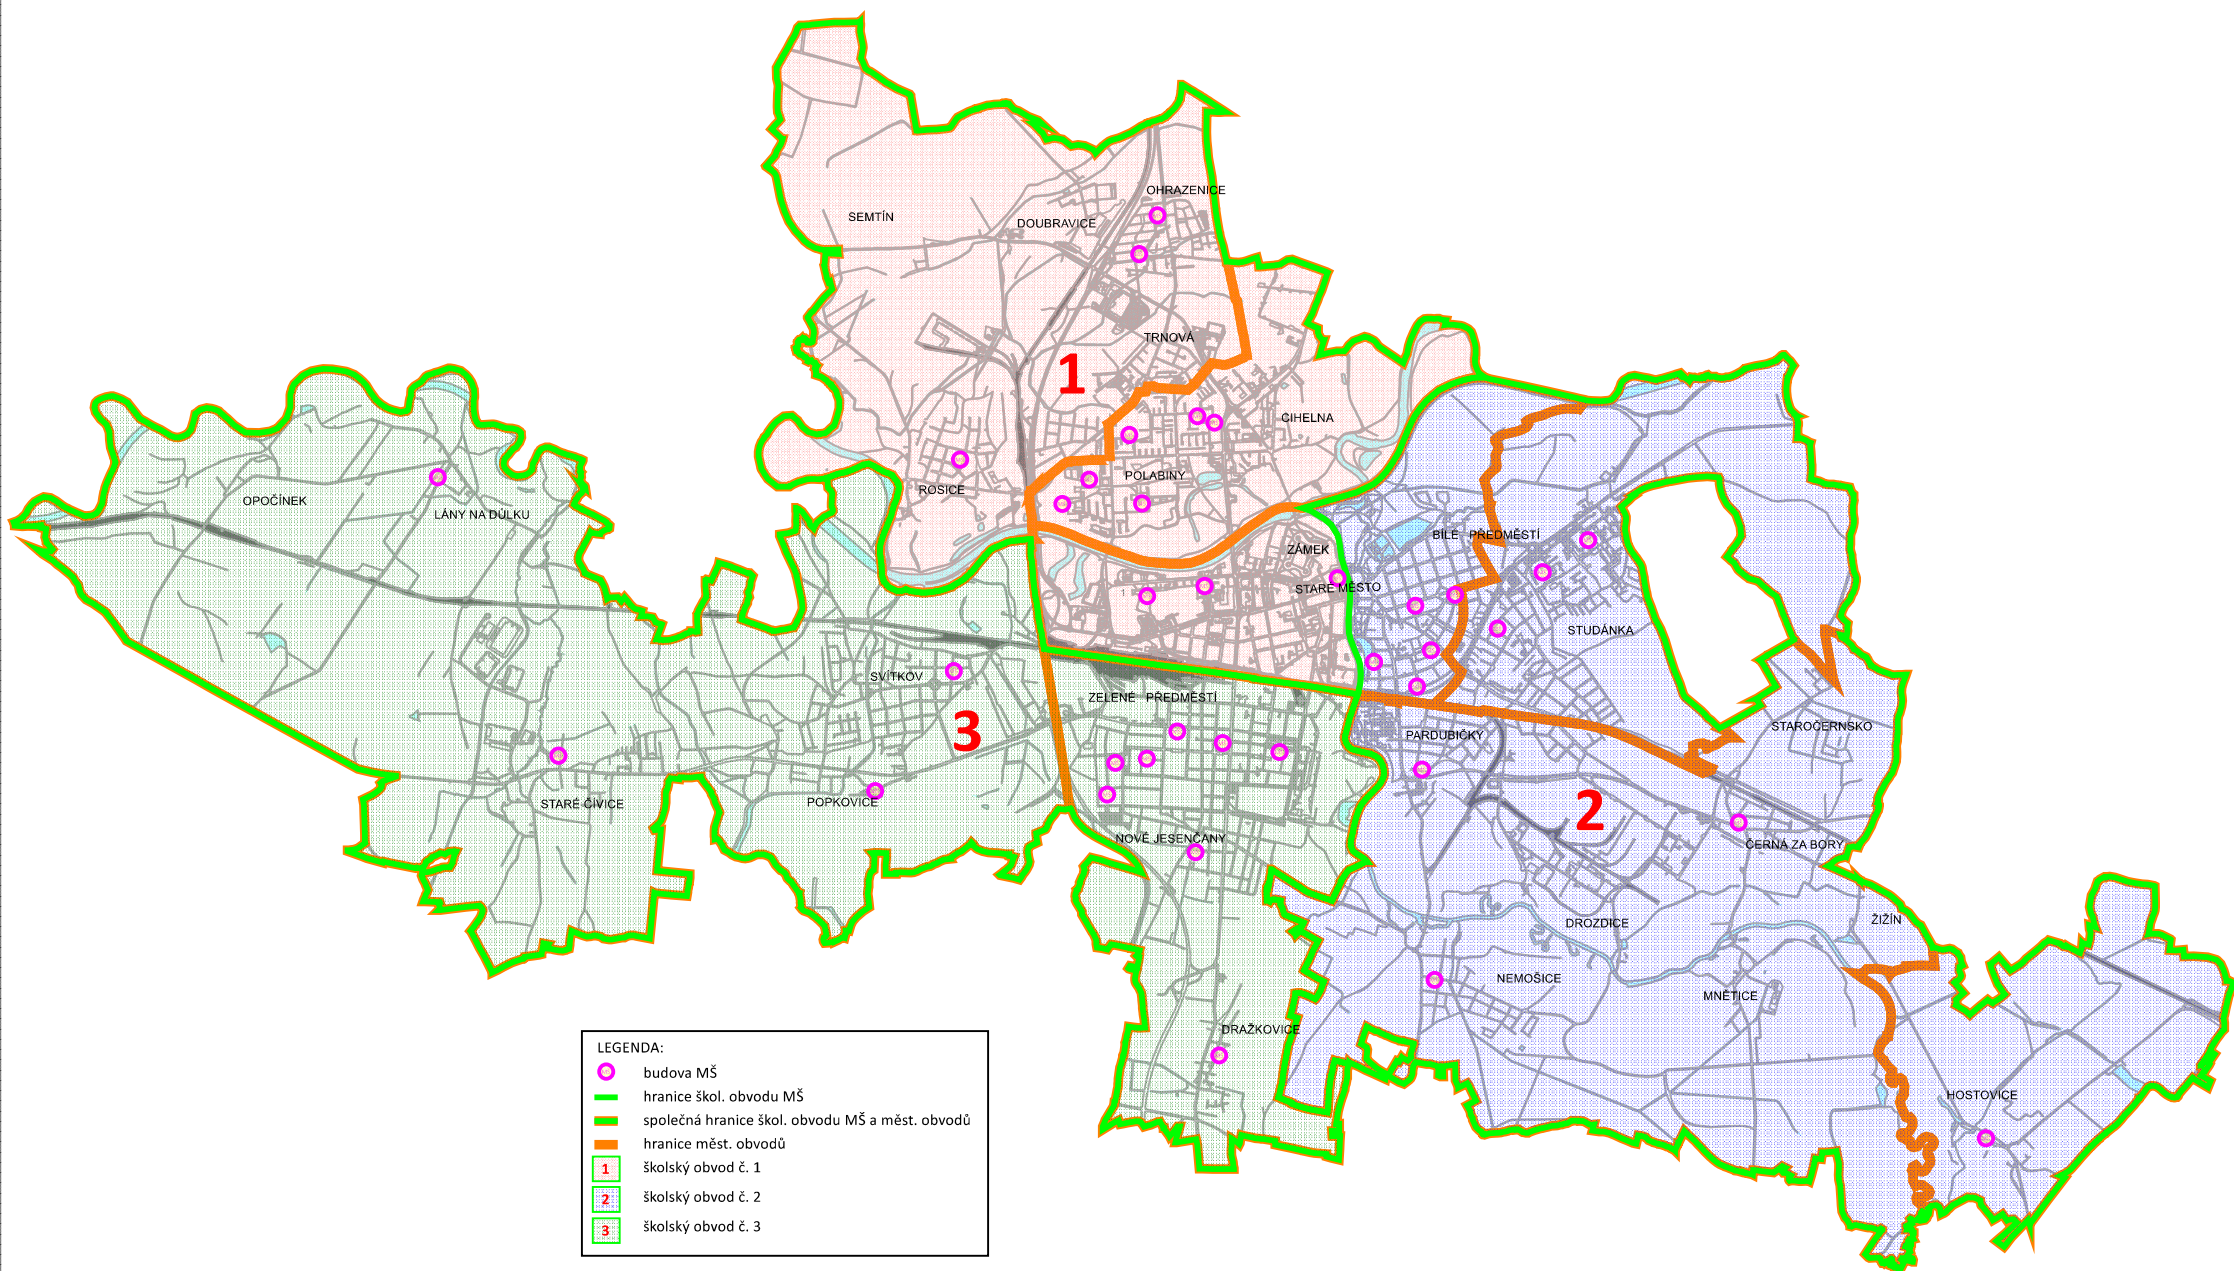 OHRAZENICE
SEMTÍN
DOUBRAVICE
TRNOVÁ
1
CIHELNA
POLABINY
ROSICE
OPOČÍNEK
LÁNY NA DŮLKU
BÍLÉ PŘEDMĚSTÍ
ZÁMEK
STARÉ MĚSTO
STUDÁNKA
SVÍTKOV
ZELENÉ PŘEDMĚSTÍ
3
PARDUBIČKY
STAROČERNSKO
STARÉ ČÍVICE
POPKOVICE
2
NOVÉ JESENČANY
ČERNÁ ZA BORY
DROZDICE
ŽIŽÍN
NEMOŠICE
MNĚTICE
DRAŽKOVICE
HOSTOVICE
LEGENDA:
budova MŠ
hranice škol. obvodu MŠ
společná hranice škol. obvodu MŠ a měst. obvodů
hranice měst. obvodů
1 školský obvod č. 1
2 školský obvod č. 2
3 školský obvod č. 3